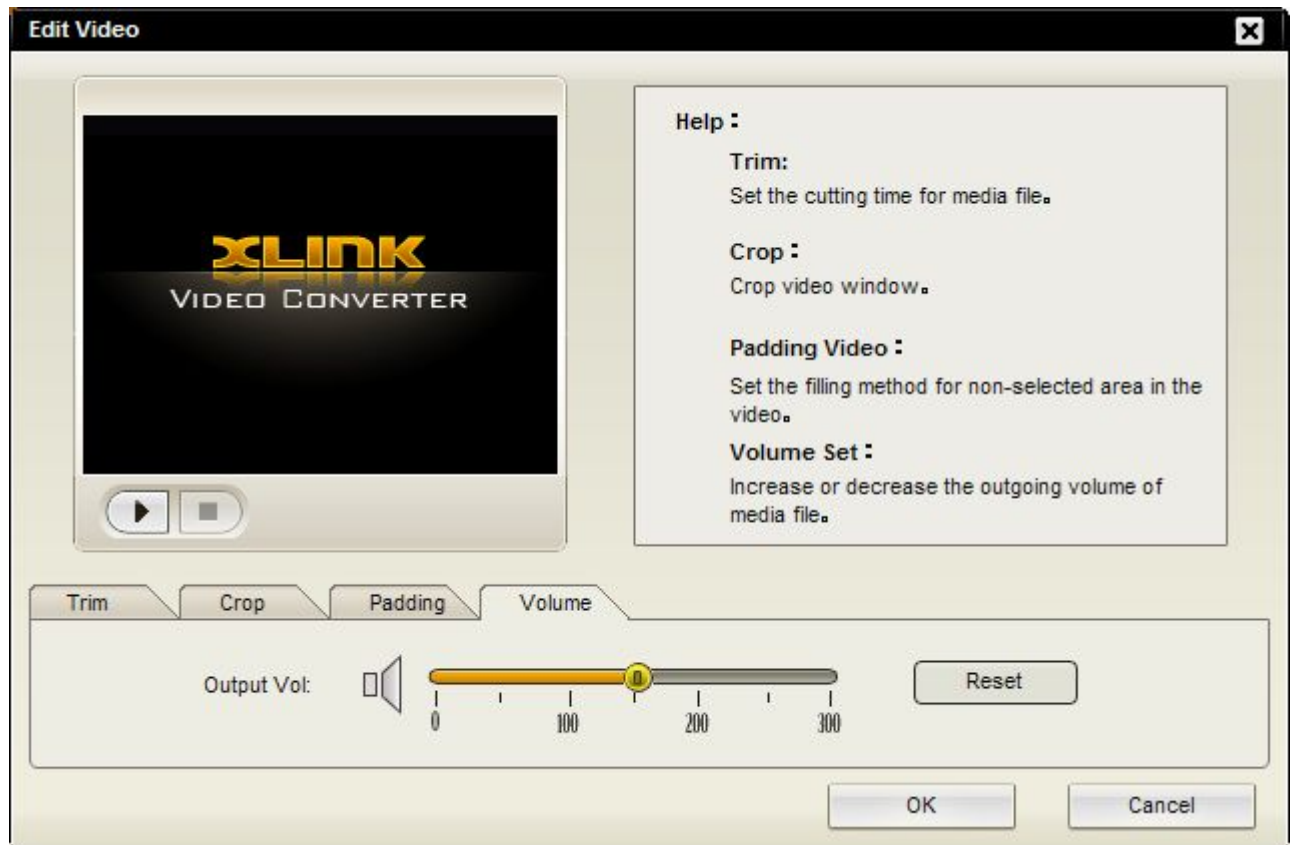 Edit Video
XLINK
VIDEO CONVERTER
Help:
Trim:
Set the cutting time for media file.
Crop:
Crop video window.
Padding Video:
Set the filling method for non-selected area in the
video.
Volume Set:
Increase or decrease the outgoing volume of
media file.
Trim Crop Padding Volume
Output Vol:
0 100 200 300
Reset
OK Cancel